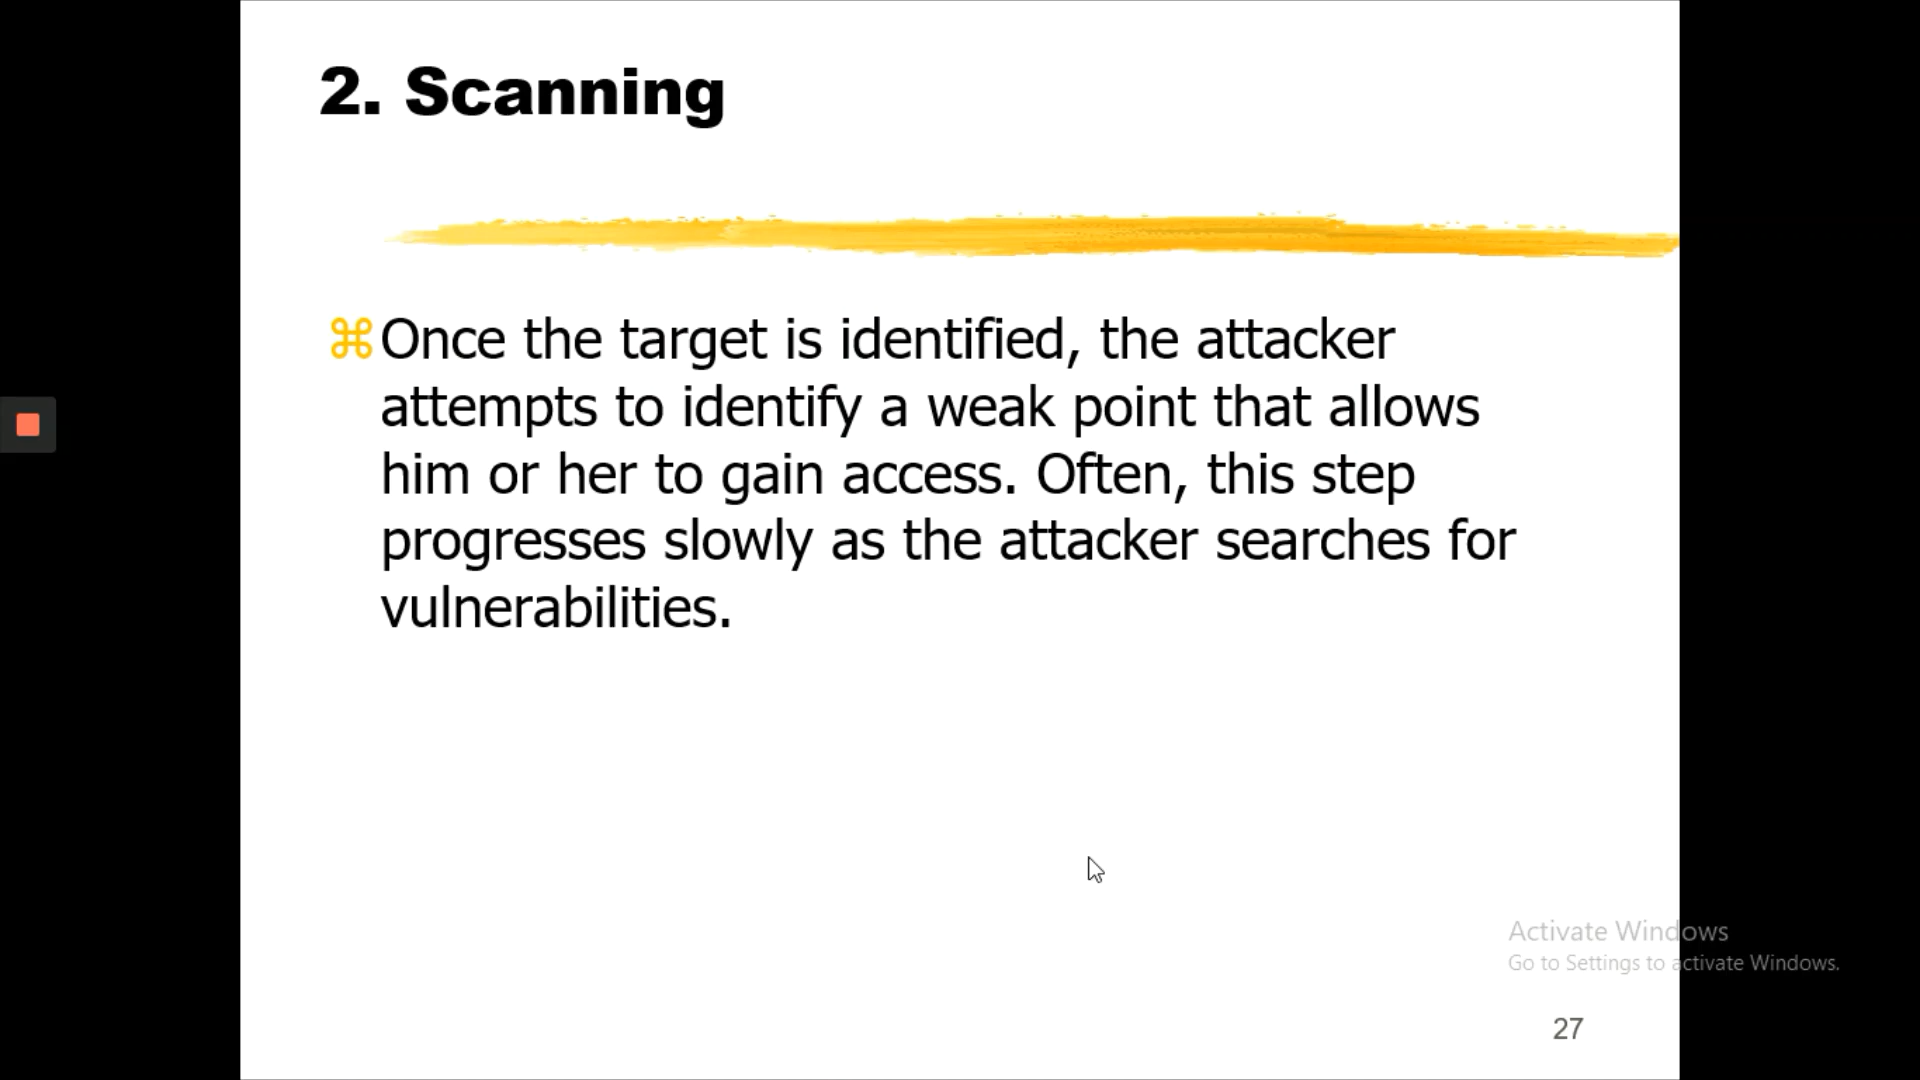 2. Scanning
⌘Once the target is identified, the attacker
attempts to identify a weak point that allows
him or her to gain access. Often, this step
progresses slowly as the attacker searches for
vulnerabilities.
Activate Windows
Go to Settings to activate Windows.
27